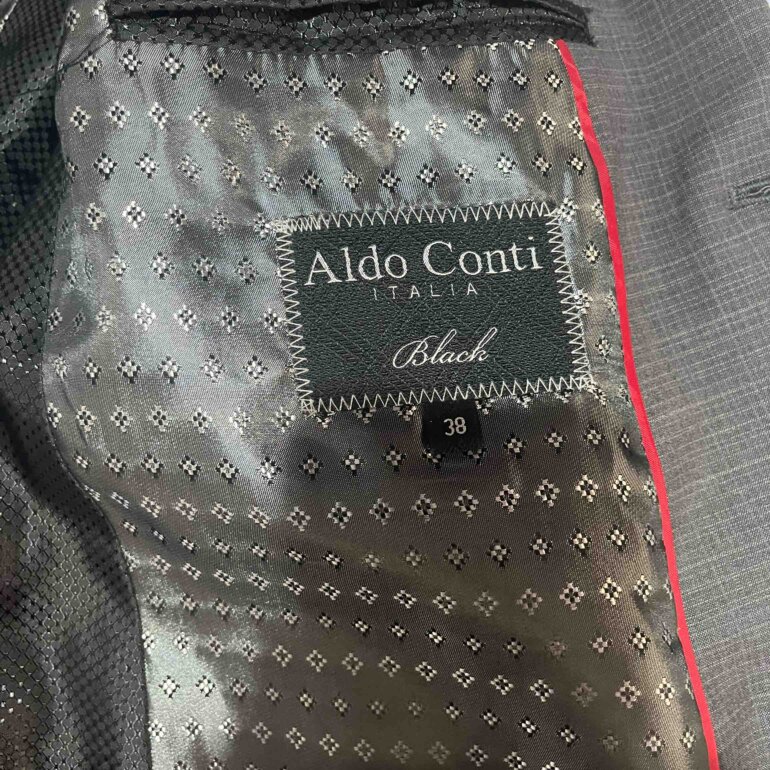 Aldo Conti
ITALIA
Black
38